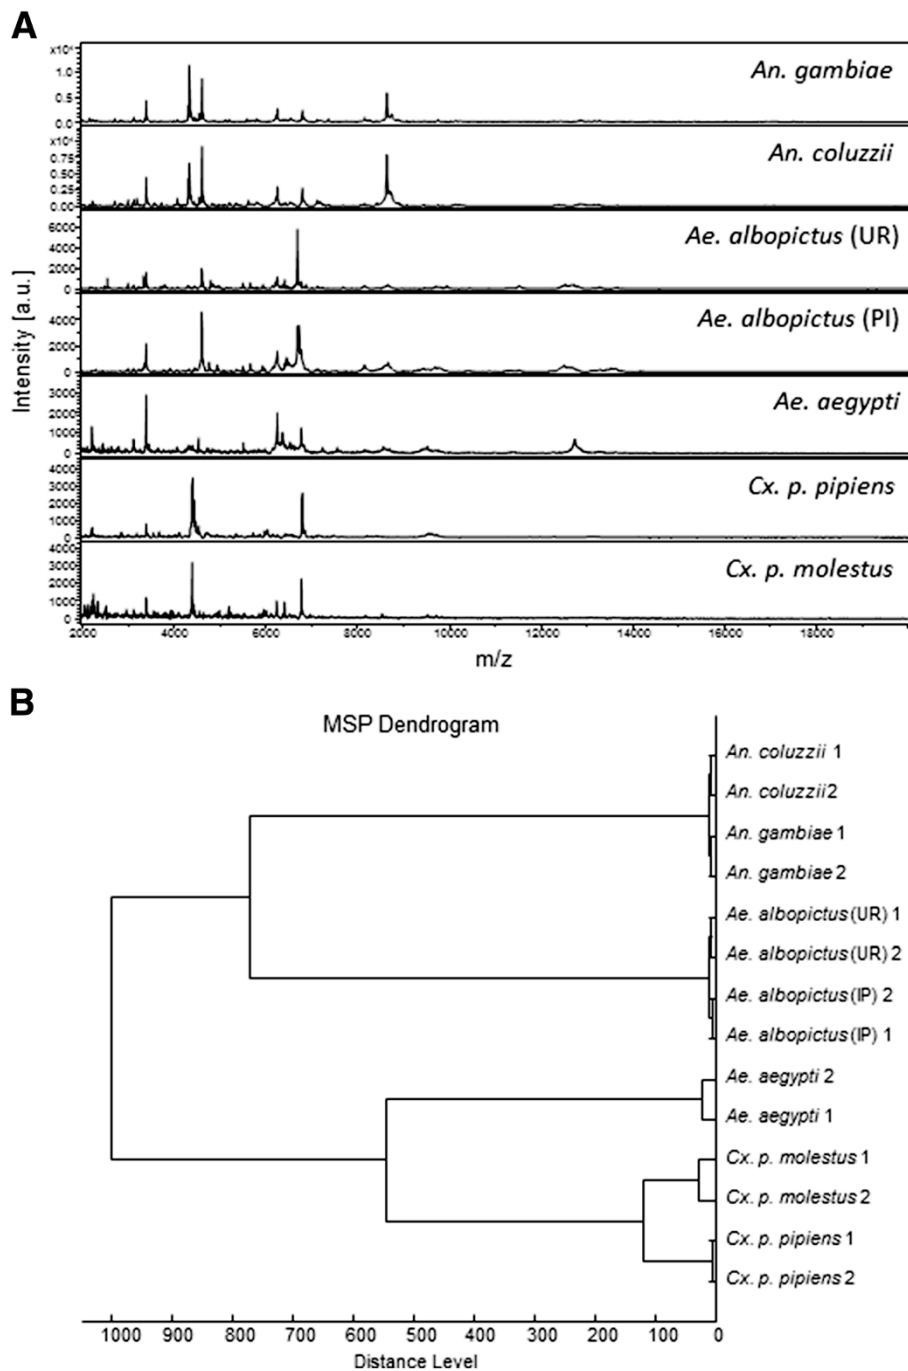 A
x10⁴
1.0
0.5
0.0
An. gambiae
x10⁴
0.75
0.50
0.25
0.00
An. coluzzii
6000
4000
2000
0
Ae. albopictus (UR)
4000
2000
0
Ae. albopictus (PI)
3000
2000
1000
0
Ae. aegypti
4000
3000
2000
1000
0
Cx. p. pipiens
4000
3000
2000
1000
0
Cx. p. molestus
Intensity [a.u.]
2000 4000 6000 8000 10000 12000 14000 16000 18000
m/z
B
MSP Dendrogram
An. coluzzii 1
An. coluzzii 2
An. gambiae 1
An. gambiae 2
Ae. albopictus (UR) 1
Ae. albopictus (UR) 2
Ae. albopictus (IP) 2
Ae. albopictus (IP) 1
Ae. aegypti 2
Ae. aegypti 1
Cx. p. molestus 1
Cx. p. molestus 2
Cx. p. pipiens 1
Cx. p. pipiens 2
1000 900 800 700 600 500 400 300 200 100 0
Distance Level